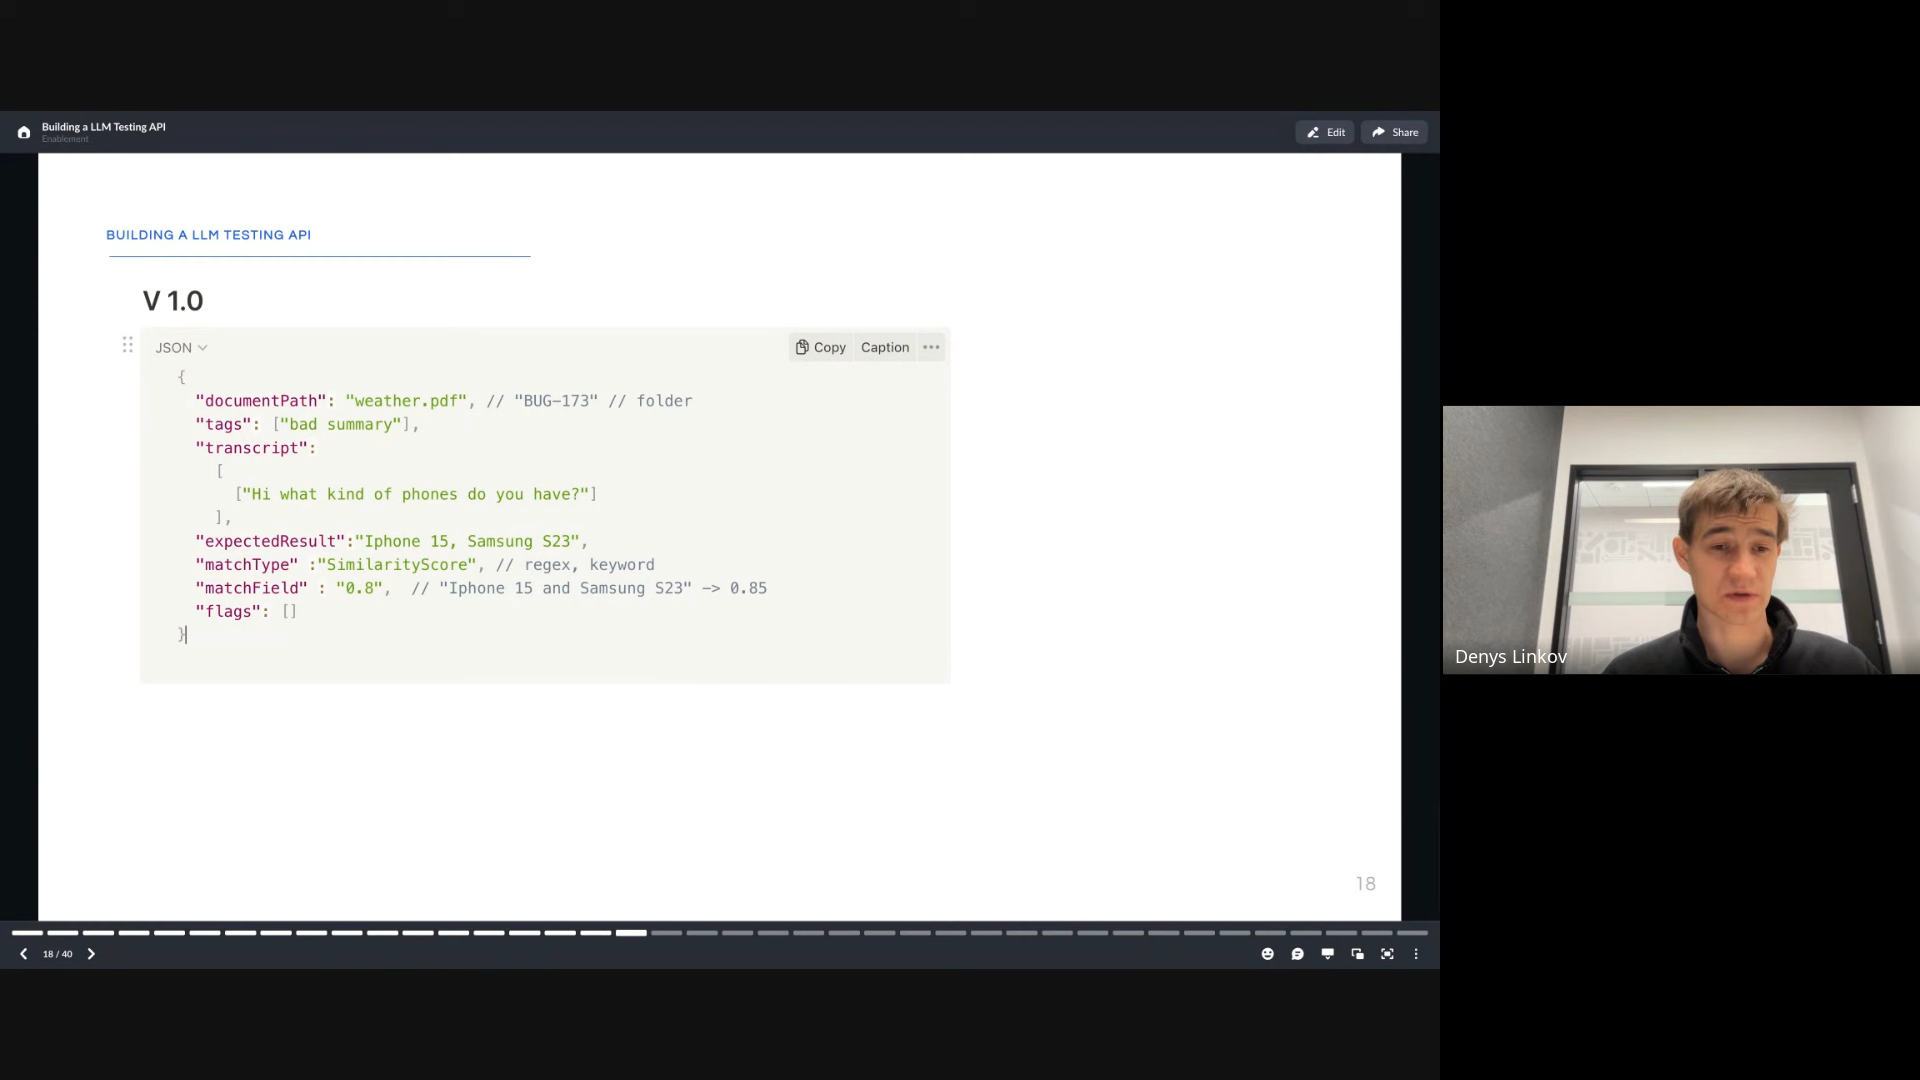 Building a LLM Testing API
Enablement
Edit
Share
BUILDING A LLM TESTING API
V 1.0
JSON
Copy
Caption
{
"documentPath": "weather.pdf", // "BUG-173" // folder
"tags": ["bad summary"],
"transcript":
[
["Hi what kind of phones do you have?"]
],
"expectedResult":"Iphone 15, Samsung S23",
"matchType" :"SimilarityScore", // regex, keyword
"matchField" : "0.8",  // "Iphone 15 and Samsung S23" -> 0.85
"flags": []
}
18
18 / 40
Denys Linkov